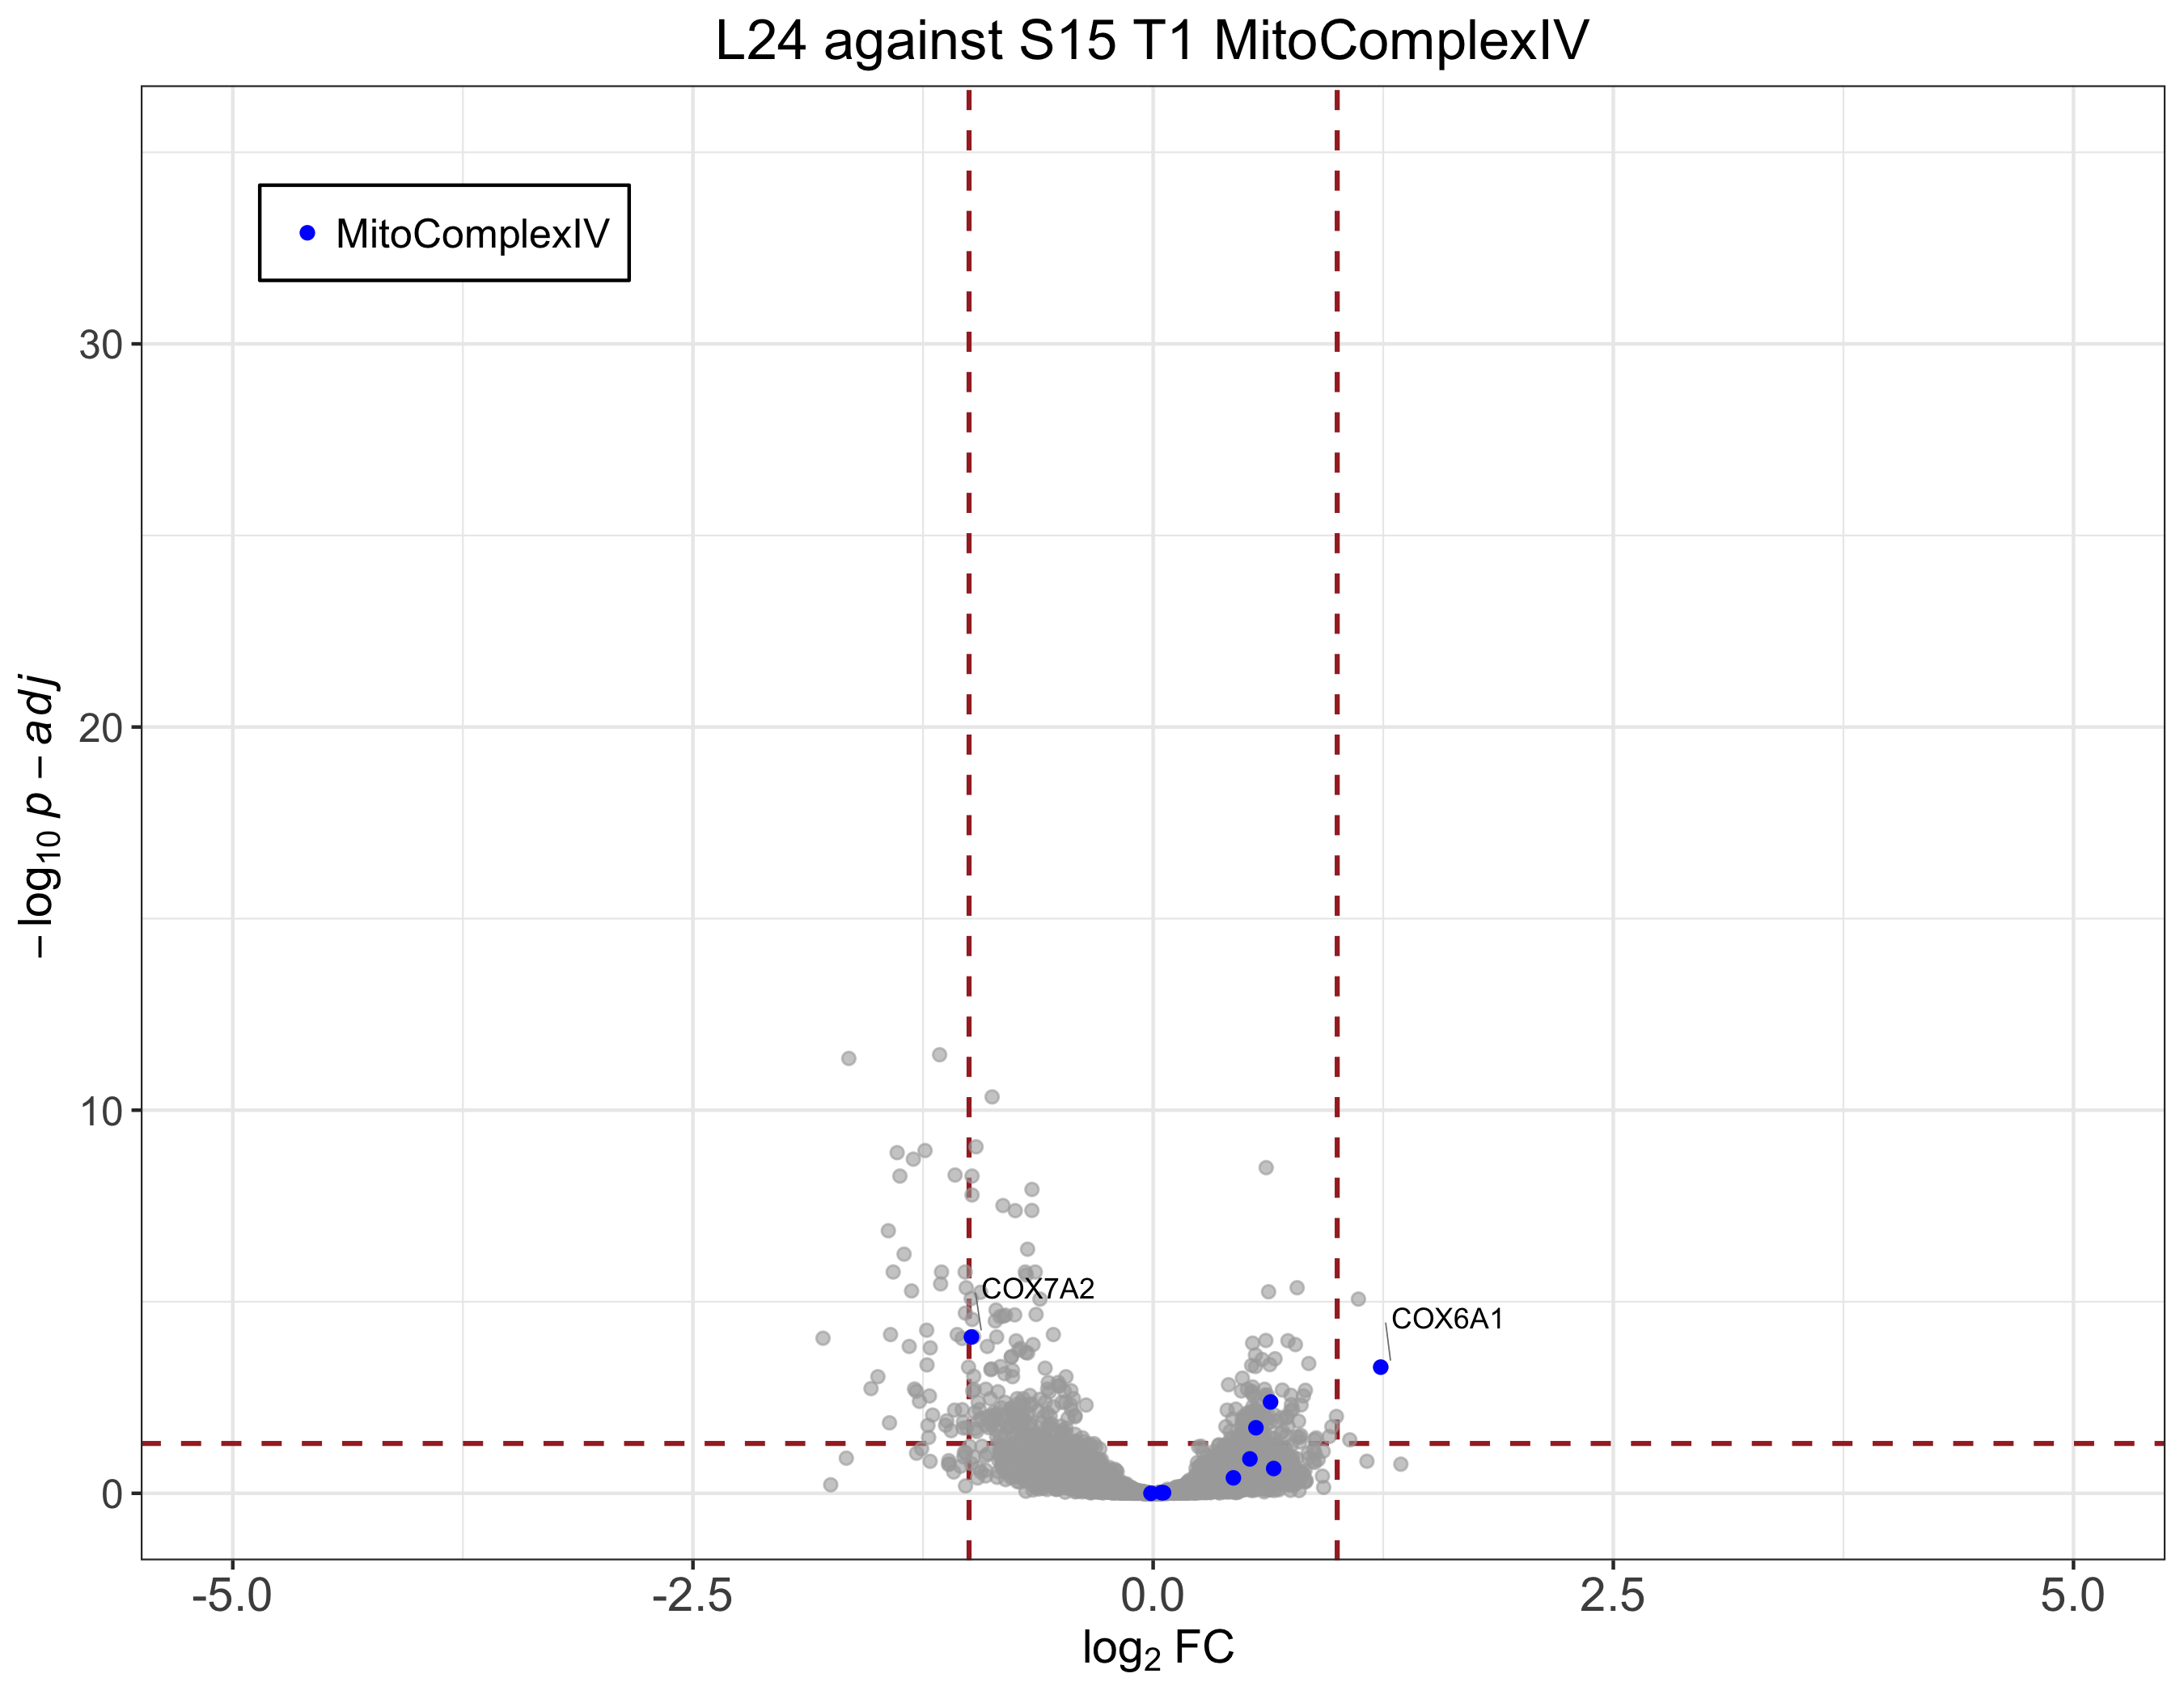 L24 against S15 T1 MitoComplexIV
MitoComplexIV
30
20
10
0
− log10 p − adj
COX7A2
COX6A1
-5.0 -2.5 0.0 2.5 5.0
log2 FC